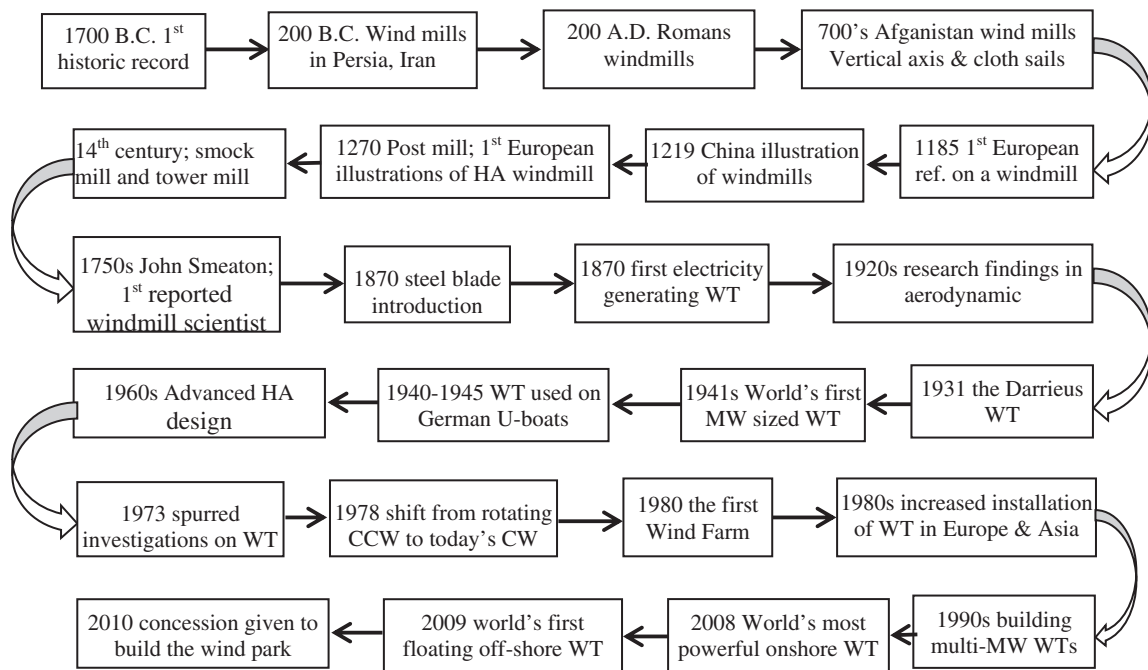 1700 B.C. 1st
historic record
200 B.C. Wind mills
in Persia, Iran
200 A.D. Romans
windmills
700's Afganistan wind mills
Vertical axis & cloth sails
1185 1st European
ref. on a windmill
1219 China illustration
of windmills
1270 Post mill; 1st European
illustrations of HA windmill
14th century; smock
mill and tower mill
1750s John Smeaton;
1st reported
windmill scientist
1870 steel blade
introduction
1870 first electricity
generating WT
1920s research findings in
aerodynamic
1931 the Darrieus
WT
1941s World's first
MW sized WT
1940-1945 WT used on
German U-boats
1960s Advanced HA
design
1973 spurred
investigations on WT
1978 shift from rotating
CCW to today's CW
1980 the first
Wind Farm
1980s increased installation
of WT in Europe & Asia
1990s building
multi-MW WTs
2008 World's most
powerful onshore WT
2009 world's first
floating off-shore WT
2010 concession given to
build the wind park